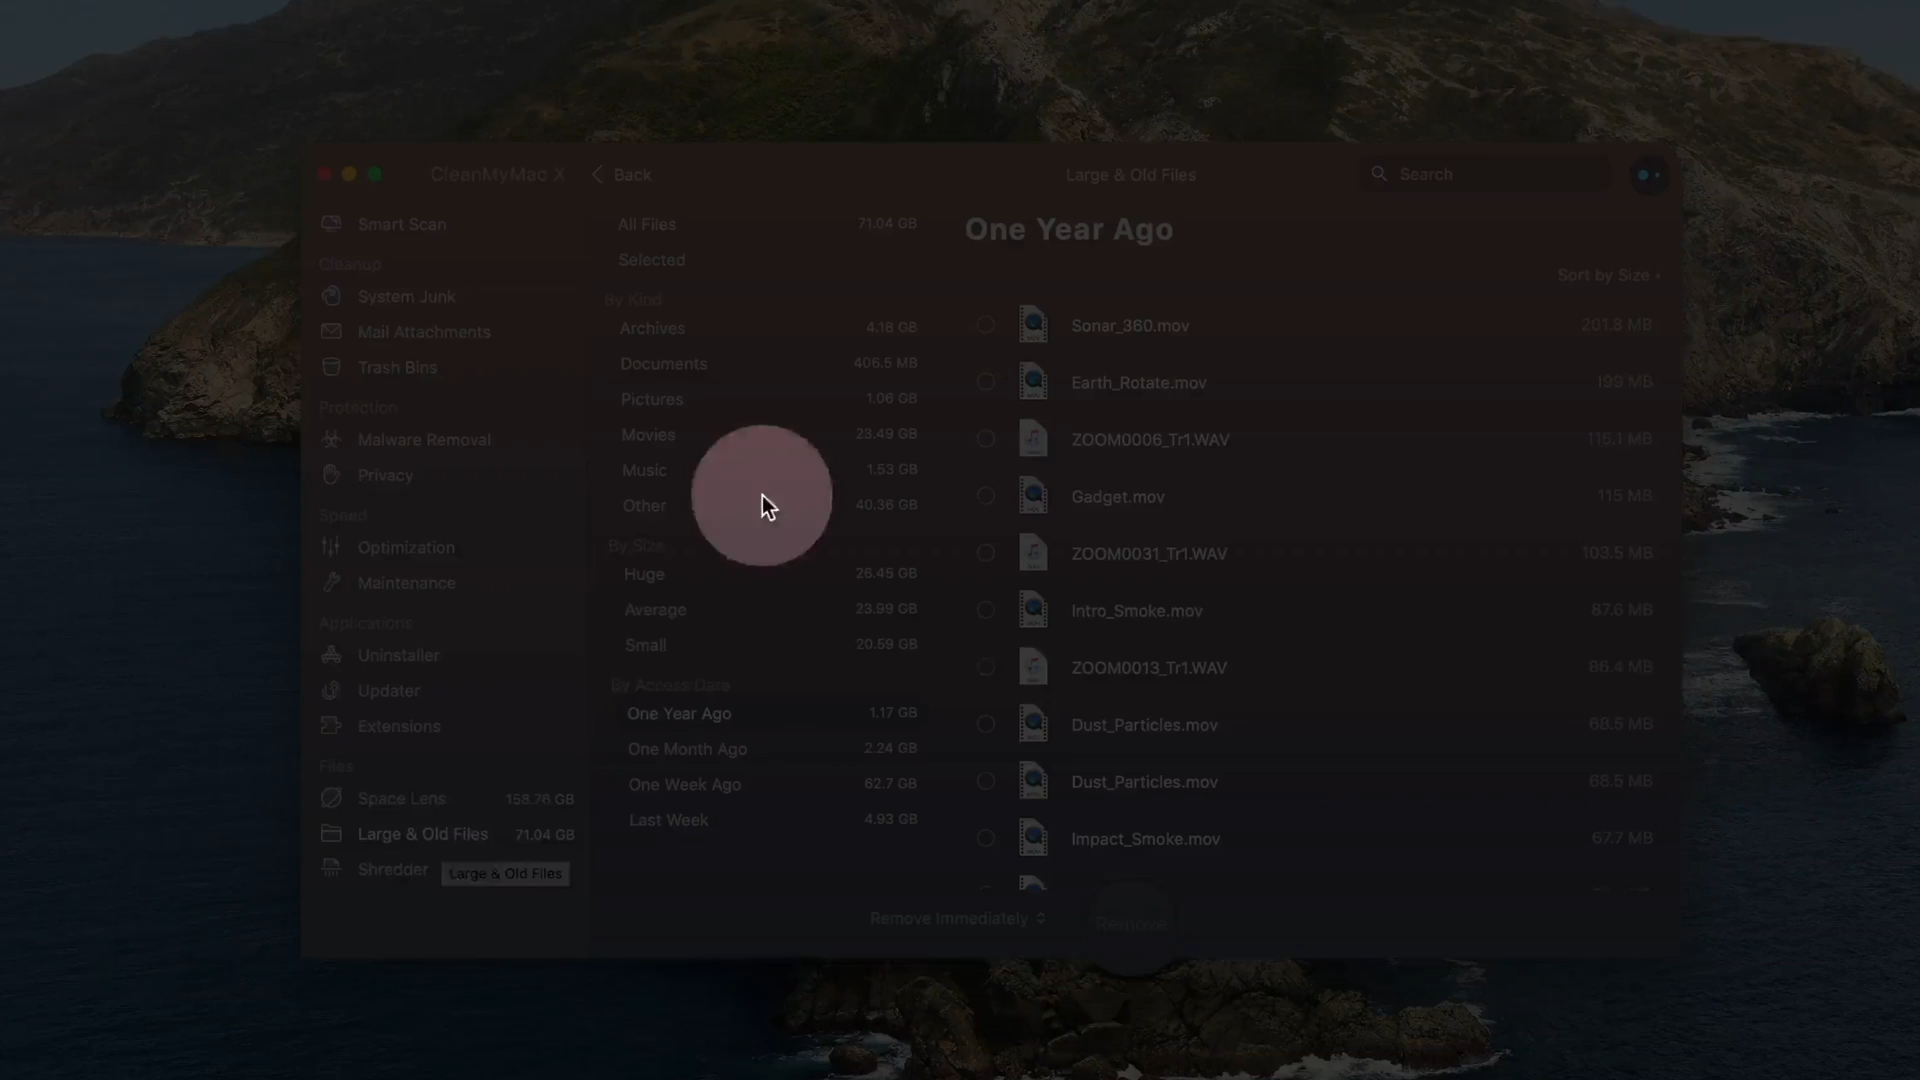 CleanMyMac X
Back
Large & Old Files
Search
Smart Scan
Cleanup
System Junk
Mail Attachments
Trash Bins
Protection
Malware Removal
Privacy
Speed
Optimization
Maintenance
Applications
Uninstaller
Updater
Extensions
Files
Space Lens 158.76 GB
Large & Old Files 71.04 GB
Shredder
Large & Old Files
All Files 71.04 GB
Selected
By Kind
Archives 4.18 GB
Documents 406.5 MB
Pictures 1.06 GB
Movies 23.49 GB
Music 1.53 GB
Other 40.36 GB
By Size
Huge 26.45 GB
Average 23.99 GB
Small 20.59 GB
By Access Date
One Year Ago 1.17 GB
One Month Ago 2.24 GB
One Week Ago 62.7 GB
Last Week 4.93 GB
One Year Ago
Sort by Size
Sonar_360.mov 201.8 MB
Earth_Rotate.mov 199 MB
ZOOM0006_Tr1.WAV 115.1 MB
Gadget.mov 115 MB
ZOOM0031_Tr1.WAV 103.5 MB
Intro_Smoke.mov 87.6 MB
ZOOM0013_Tr1.WAV 86.4 MB
Dust_Particles.mov 68.5 MB
Dust_Particles.mov 68.5 MB
Impact_Smoke.mov 67.7 MB
Remove Immediately
Remove